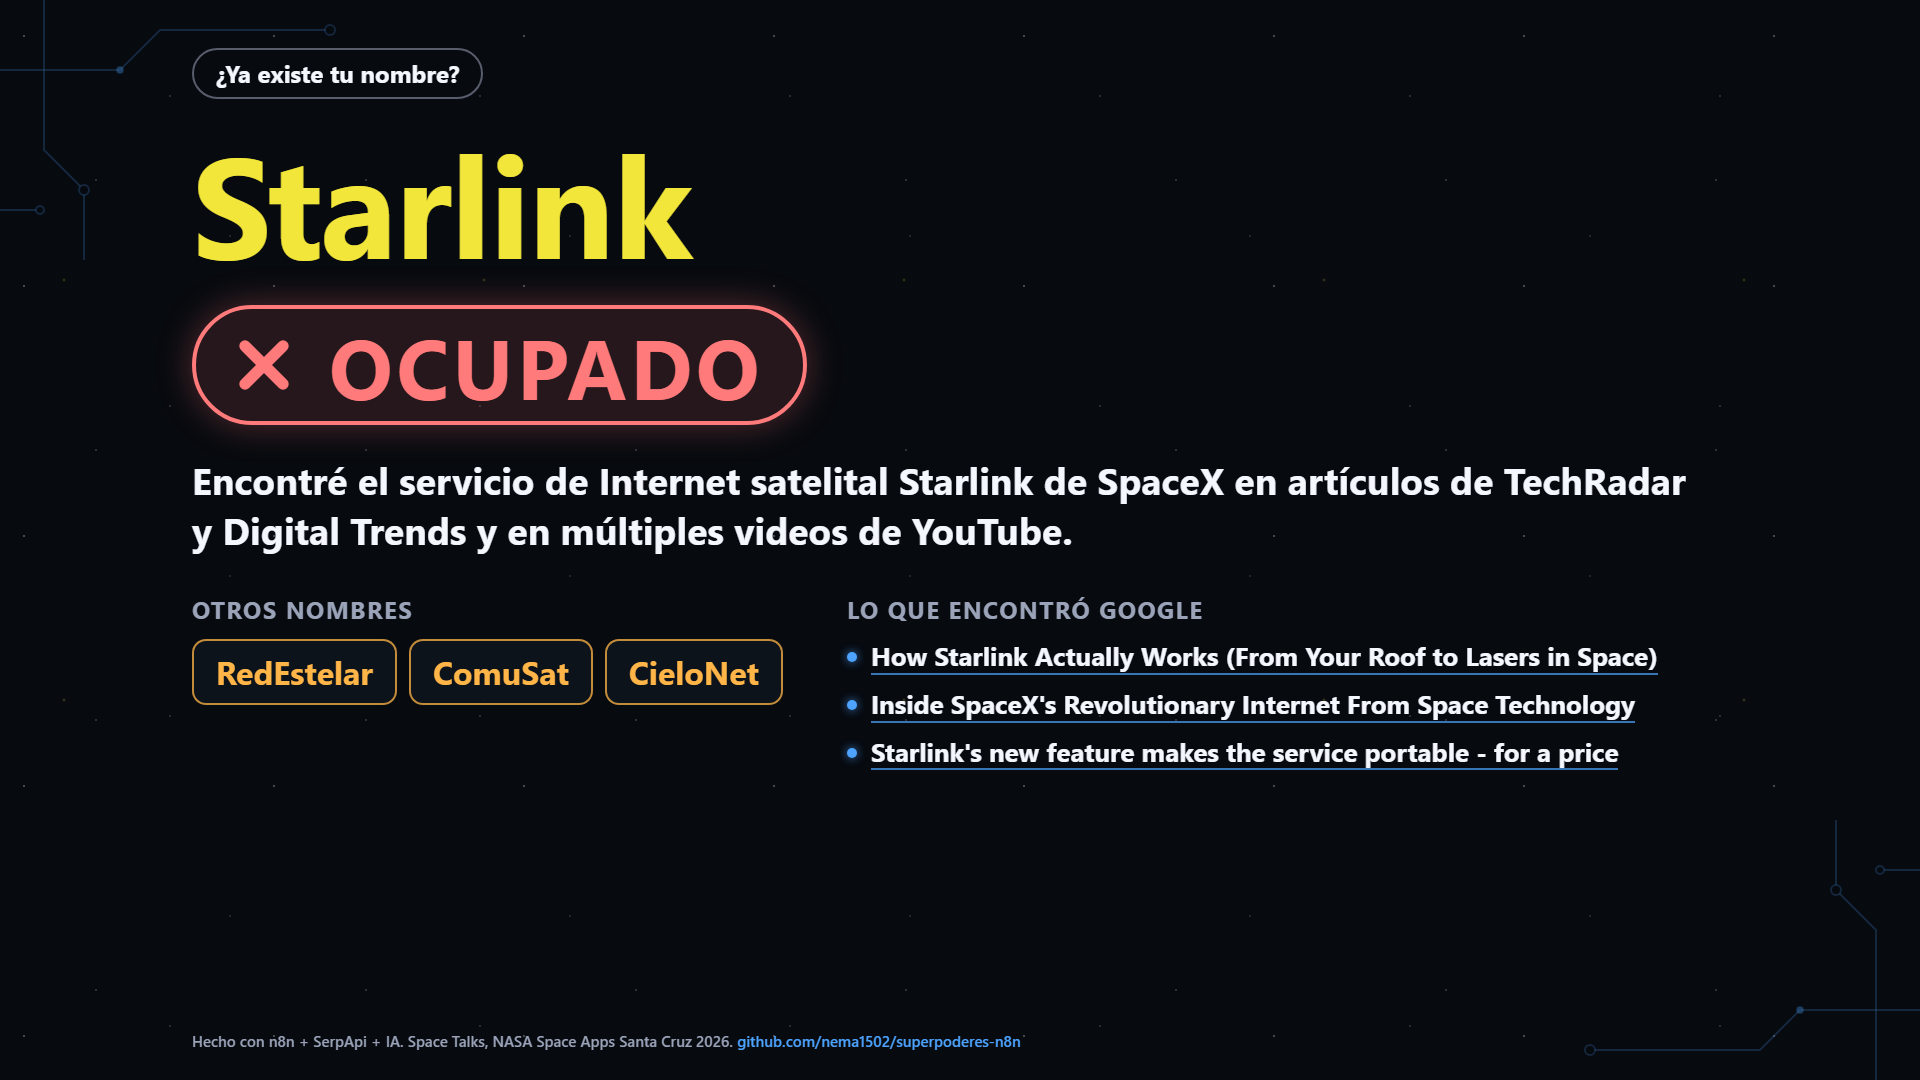 ¿Ya existe tu nombre?
Starlink
✕ OCUPADO
Encontré el servicio de Internet satelital Starlink de SpaceX en artículos de TechRadar
y Digital Trends y en múltiples videos de YouTube.
OTROS NOMBRES
RedEstelar ComuSat CieloNet
LO QUE ENCONTRÓ GOOGLE
How Starlink Actually Works (From Your Roof to Lasers in Space)
Inside SpaceX's Revolutionary Internet From Space Technology
Starlink's new feature makes the service portable - for a price
Hecho con n8n + SerpApi + IA. Space Talks, NASA Space Apps Santa Cruz 2026. github.com/nema1502/superpoderes-n8n